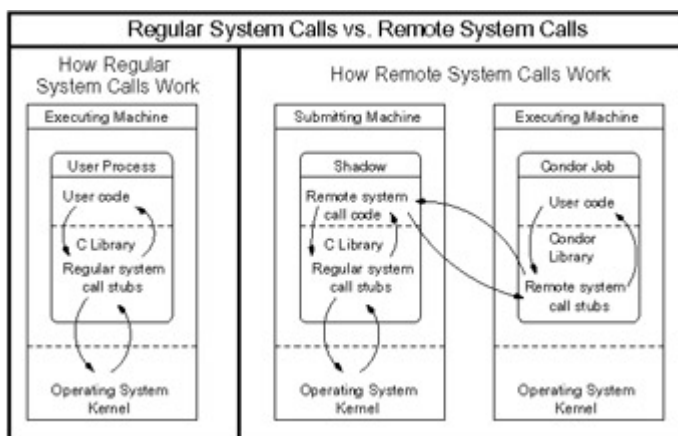 Regular System Calls vs. Remote System Calls
How Regular
System Calls Work
Executing Machine
User Process
User code
C Library
Regular system
call stubs
Operating System
Kernel
How Remote System Calls Work
Submitting Machine
Shadow
Remote system
call code
C Library
Regular system
call stubs
Operating System
Kernel
Executing Machine
Condor Job
User code
Condor
Library
Remote system
call stubs
Operating System
Kernel